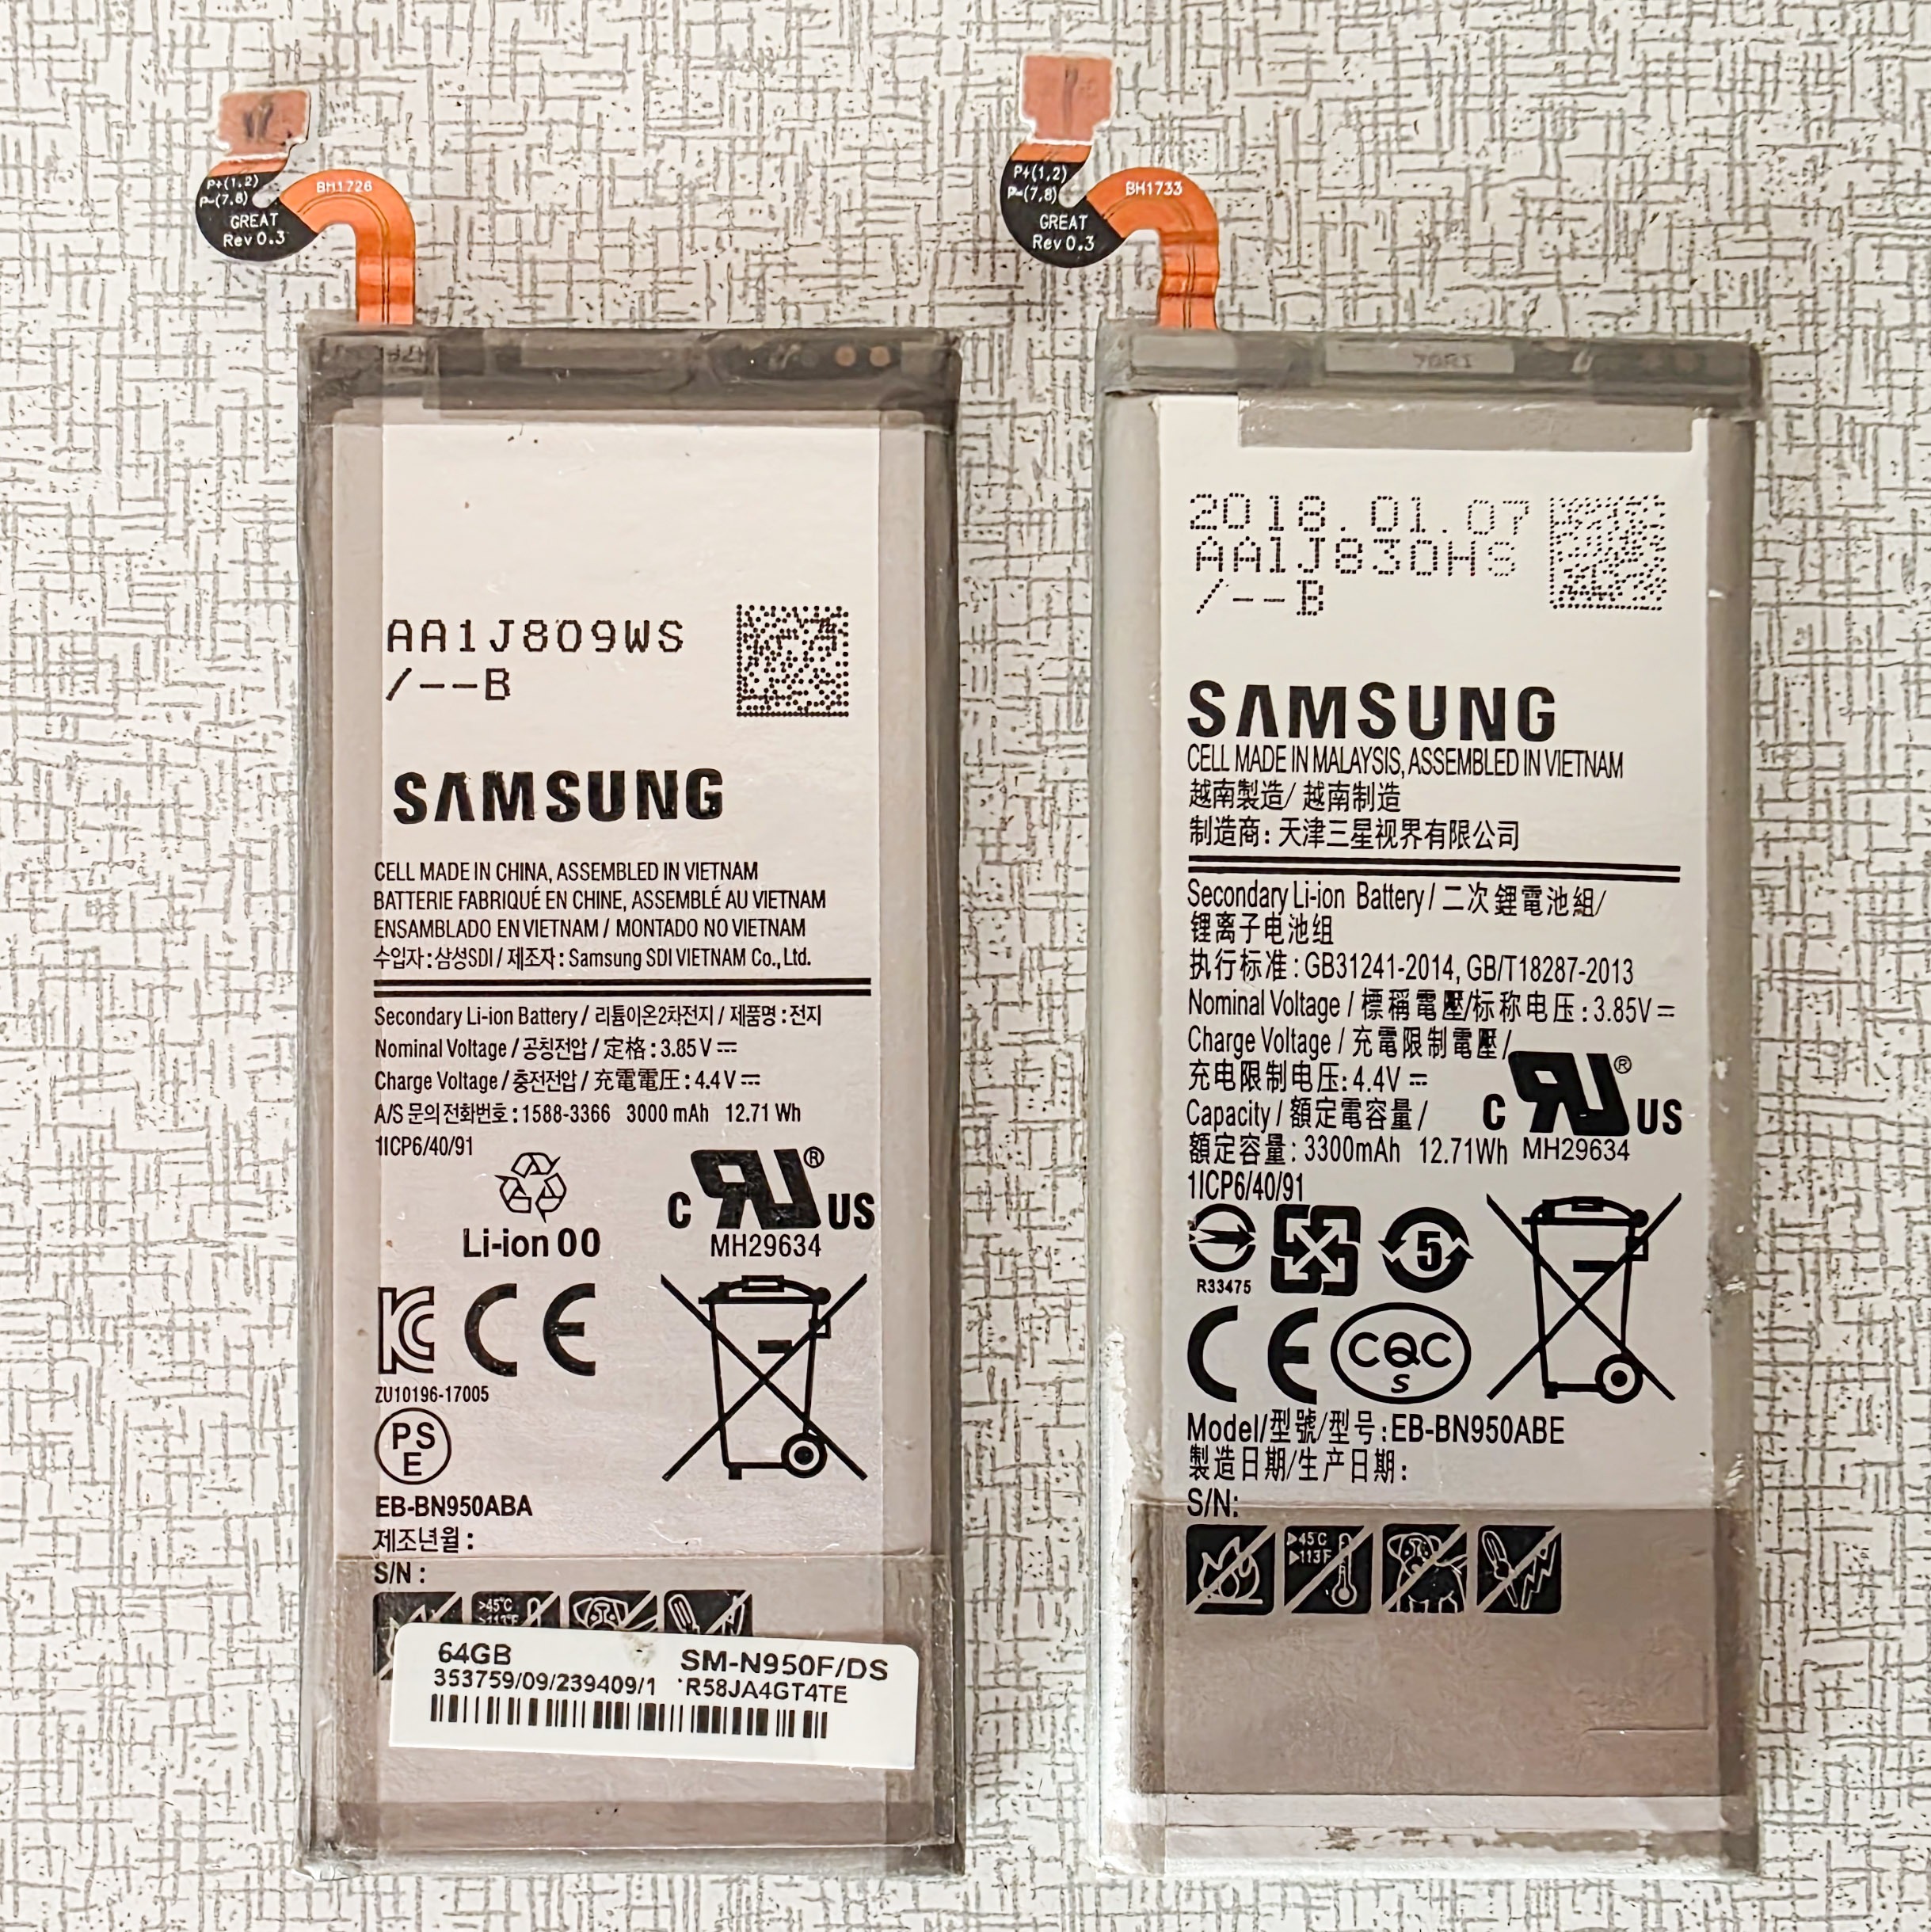 P+(1,2)
P-(7,8)
GREAT
Rev 0.3
BH1726
AA1J809WS
/--B
SAMSUNG
CELL MADE IN CHINA, ASSEMBLED IN VIETNAM
BATTERIE FABRIQUÉ EN CHINE, ASSEMBLÉ AU VIETNAM
ENSAMBLADO EN VIETNAM / MONTADO NO VIETNAM
수입자:삼성SDI / 제조자: Samsung SDI VIETNAM Co., Ltd.
Secondary Li-ion Battery / 리튬이온2차전지 / 제품명:전지
Nominal Voltage / 공칭전압 / 定格: 3.85V ⎓
Charge Voltage / 충전전압 / 充電電圧: 4.4V ⎓
A/S 문의 전화번호: 1588-3366 3000 mAh 12.71 Wh
1ICP6/40/91
Li-ion 00
C RU ® US
MH29634
KC CE
ZU10196-17005
PS
E
EB-BN950ABA
제조년월:
S/N:
>45°C
>113°F
64GB SM-N950F/DS
353759/09/239409/1 R58JA4GT4TE
P+(1,2)
P-(7,8)
GREAT
Rev 0.3
BH1733
2018.01.07
AA1J830HS
/--B
SAMSUNG
CELL MADE IN MALAYSIS, ASSEMBLED IN VIETNAM
越南製造/ 越南制造
制造商: 天津三星视界有限公司
Secondary Li-ion Battery / 二次鋰電池組/
锂离子电池组
执行标准: GB31241-2014, GB/T18287-2013
Nominal Voltage / 標稱電壓/标称电压: 3.85V ⎓
Charge Voltage / 充電限制電壓/
充电限制电压: 4.4V ⎓
Capacity / 額定電容量/
額定容量: 3300mAh 12.71Wh
C RU ® US
MH29634
1ICP6/40/91
R33475
5
CE
CQC
S
Model/型號/型号: EB-BN950ABE
製造日期/生产日期:
S/N:
>45°C
>113°F